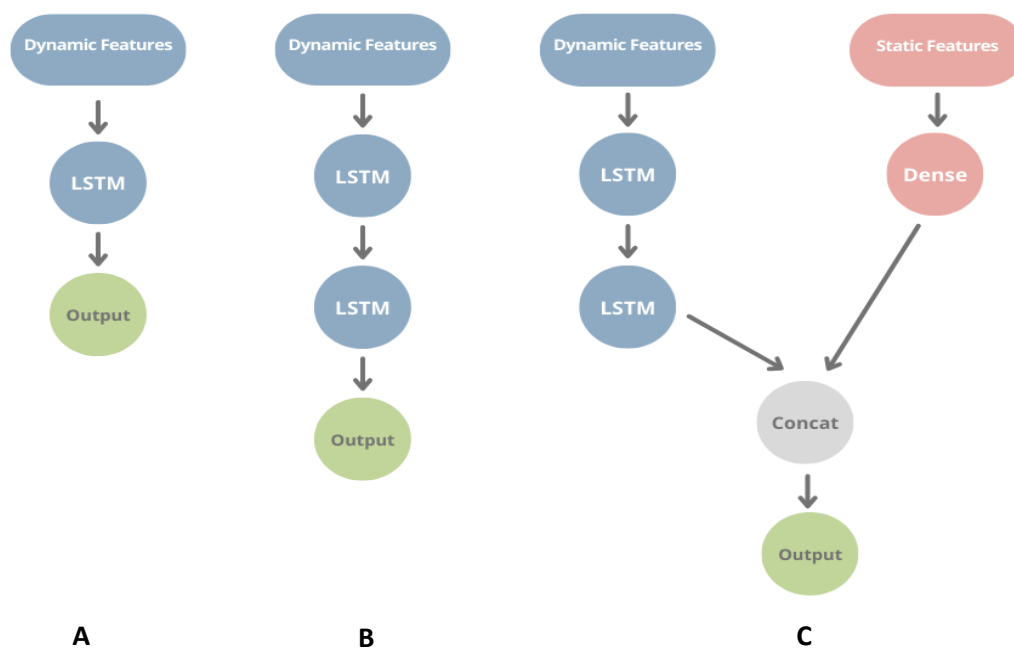 Dynamic Features
LSTM
Output
A
Dynamic Features
LSTM
LSTM
Output
B
Dynamic Features
Static Features
LSTM
Dense
LSTM
Concat
Output
C